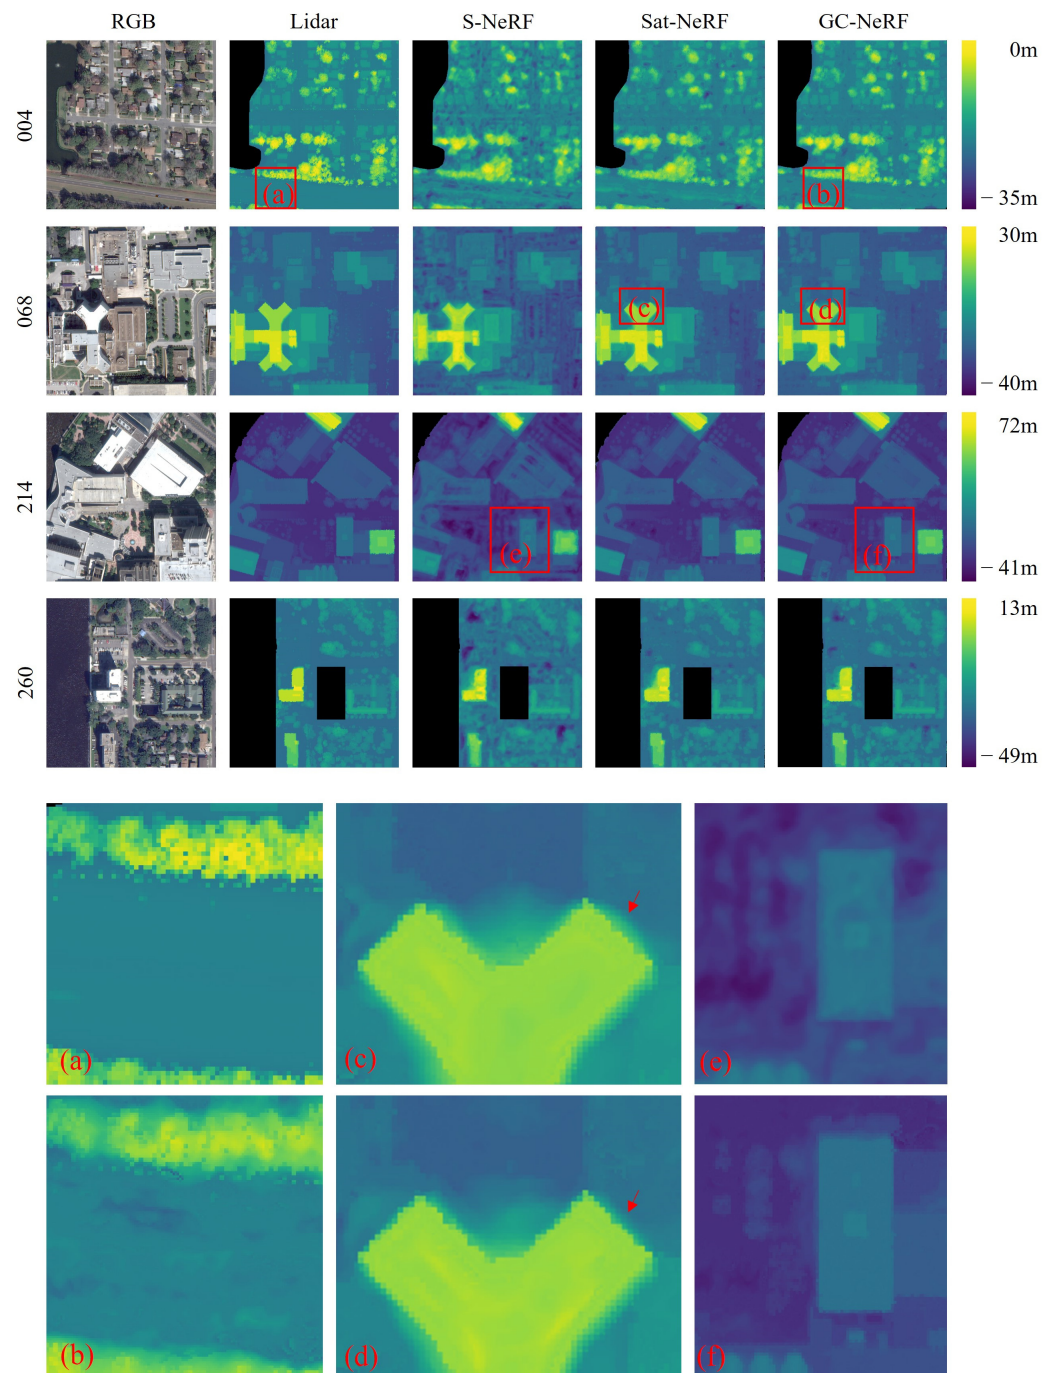 RGB Lidar S-NeRF Sat-NeRF GC-NeRF
004 (a) (b) 0m −35m
068 (c) (d) 30m −40m
214 (e) (f) 72m −41m
260 13m −49m
(a) (c) (e)
(b) (d) (f)